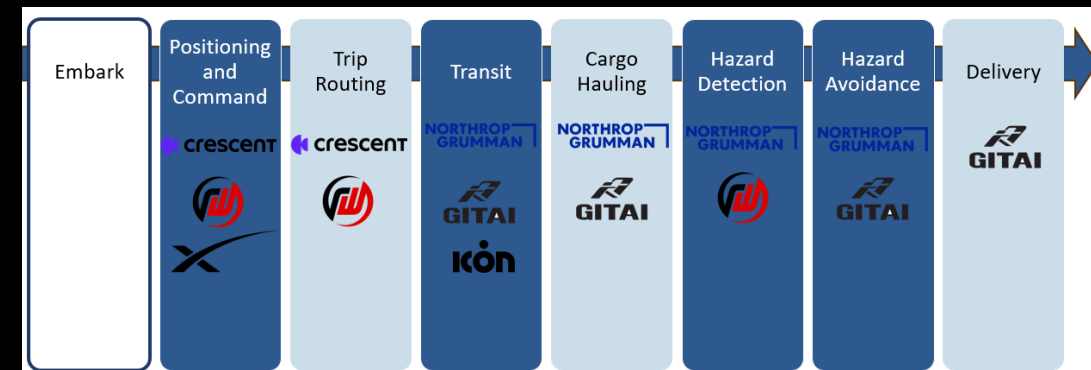 Embark
Positioning
and
Command
crescent
Trip
Routing
crescent
Transit
NORTHROP
GRUMMAN
GITAI
ICON
Cargo
Hauling
NORTHROP
GRUMMAN
GITAI
Hazard
Detection
NORTHROP
GRUMMAN
Hazard
Avoidance
NORTHROP
GRUMMAN
GITAI
Delivery
GITAI